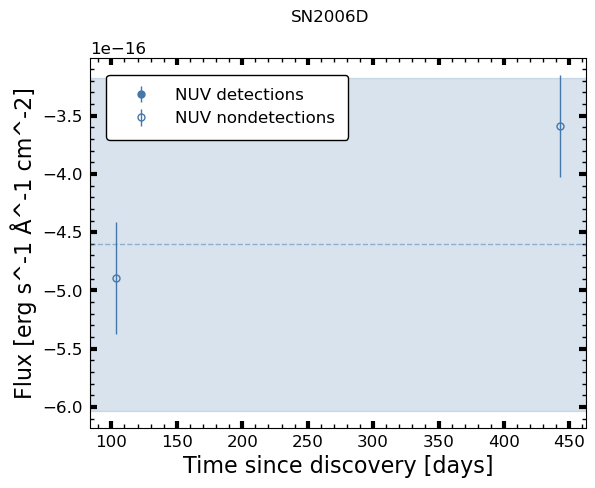 SN2006D
1e−16
NUV detections
NUV nondetections
−3.5
−4.0
−4.5
−5.0
−5.5
−6.0
Flux [erg s^-1 Å^-1 cm^-2]
100 150 200 250 300 350 400 450
Time since discovery [days]